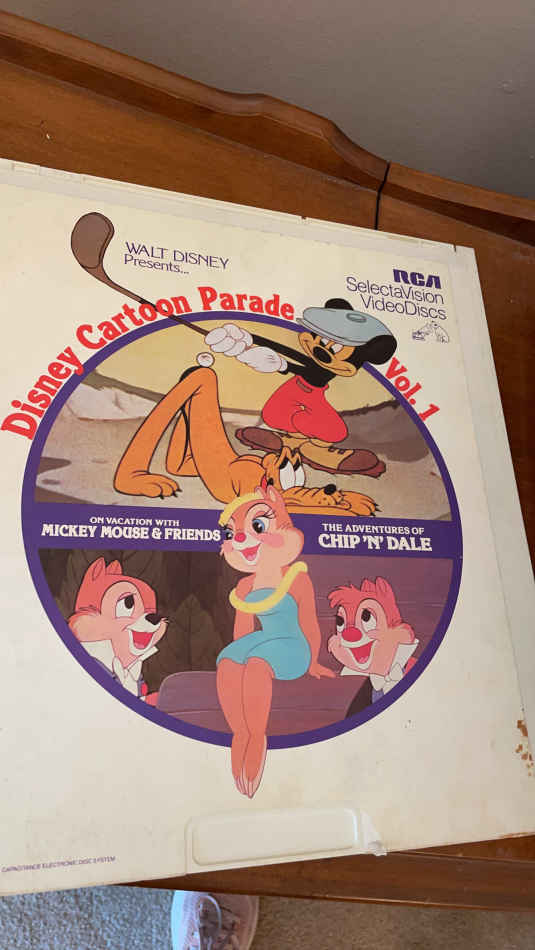 WALT DISNEY
Presents...
RCA
SelectaVision
VideoDiscs
Disney Cartoon Parade Vol. 1
ON VACATION WITH
MICKEY MOUSE & FRIENDS
THE ADVENTURES OF
CHIP 'N' DALE
CAPACITANCE ELECTRONIC DISC SYSTEM